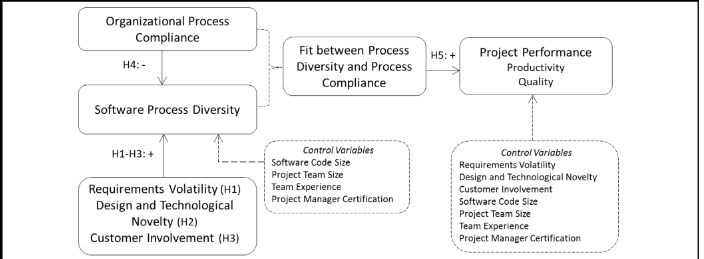 Organizational Process
Compliance
H4: -
Software Process Diversity
H1-H3: +
Requirements Volatility (H1)
Design and Technological
Novelty (H2)
Customer Involvement (H3)
Control Variables
Software Code Size
Project Team Size
Team Experience
Project Manager Certification
Fit between Process
Diversity and Process
Compliance
H5: +
Project Performance
Productivity
Quality
Control Variables
Requirements Volatility
Design and Technological Novelty
Customer Involvement
Software Code Size
Project Team Size
Team Experience
Project Manager Certification